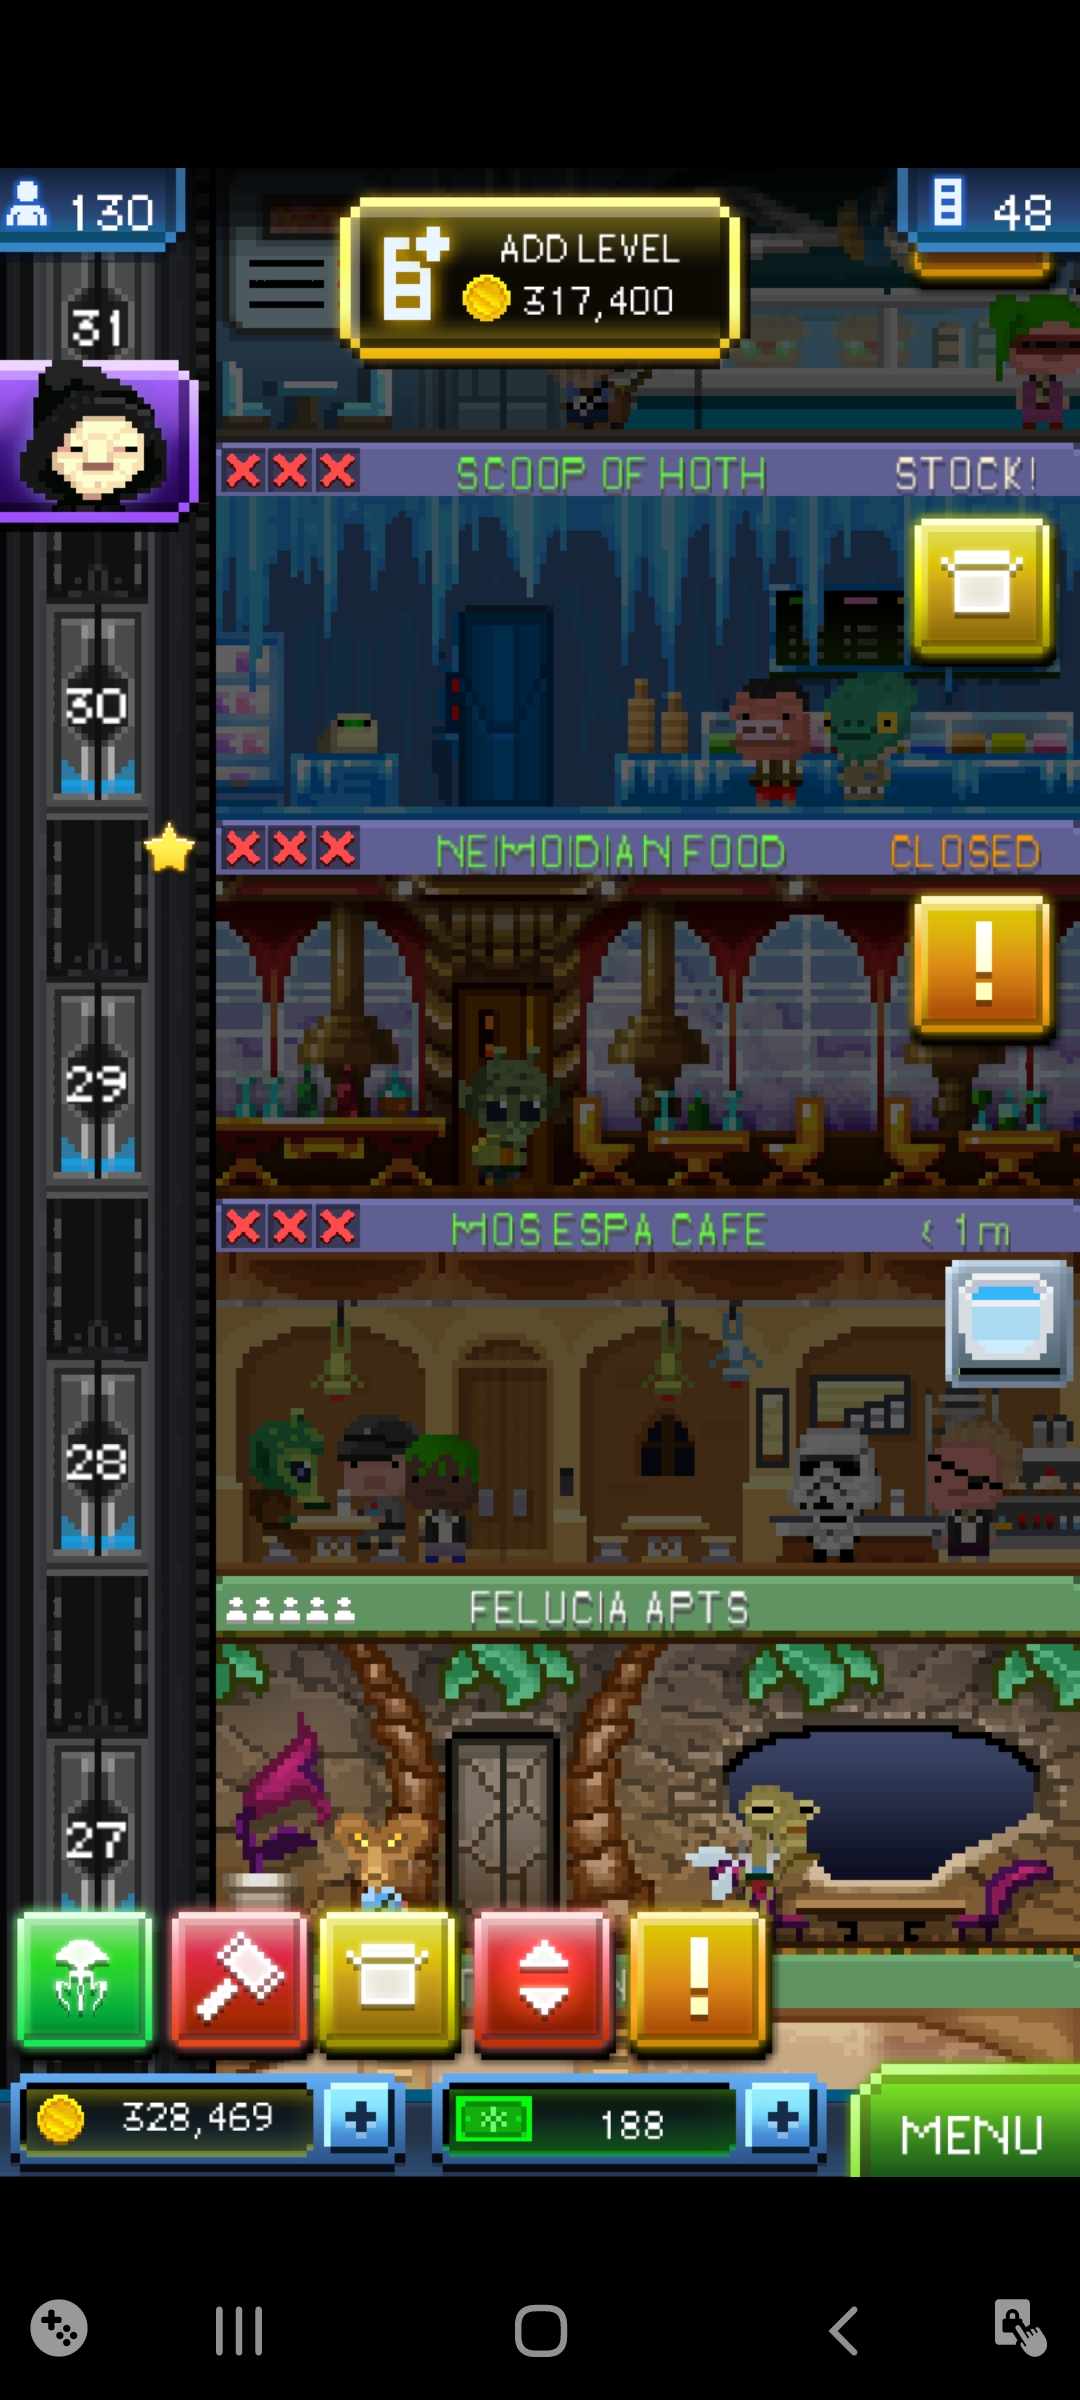 130
ADD LEVEL
317,400
48
31
SCOOP OF HOTH
STOCK!
30
NEIMOIDIAN FOOD
CLOSED
!
29
MOS ESPA CAFE
< 1m
28
FELUCIA APTS
27
!
328,469
+
188
+
MENU